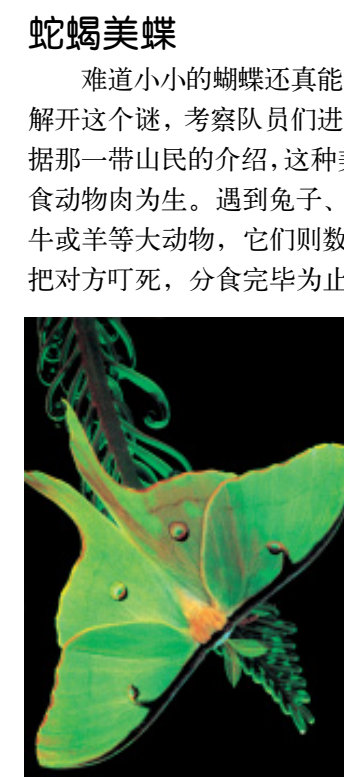 蛇蝎美蝶
难道小小的蝴蝶还真能
解开这个谜，考察队员们进
据那一带山民的介绍，这种
食动物肉为生。遇到兔子、
牛或羊等大动物，它们则数
把对方叮死，分食完毕为止